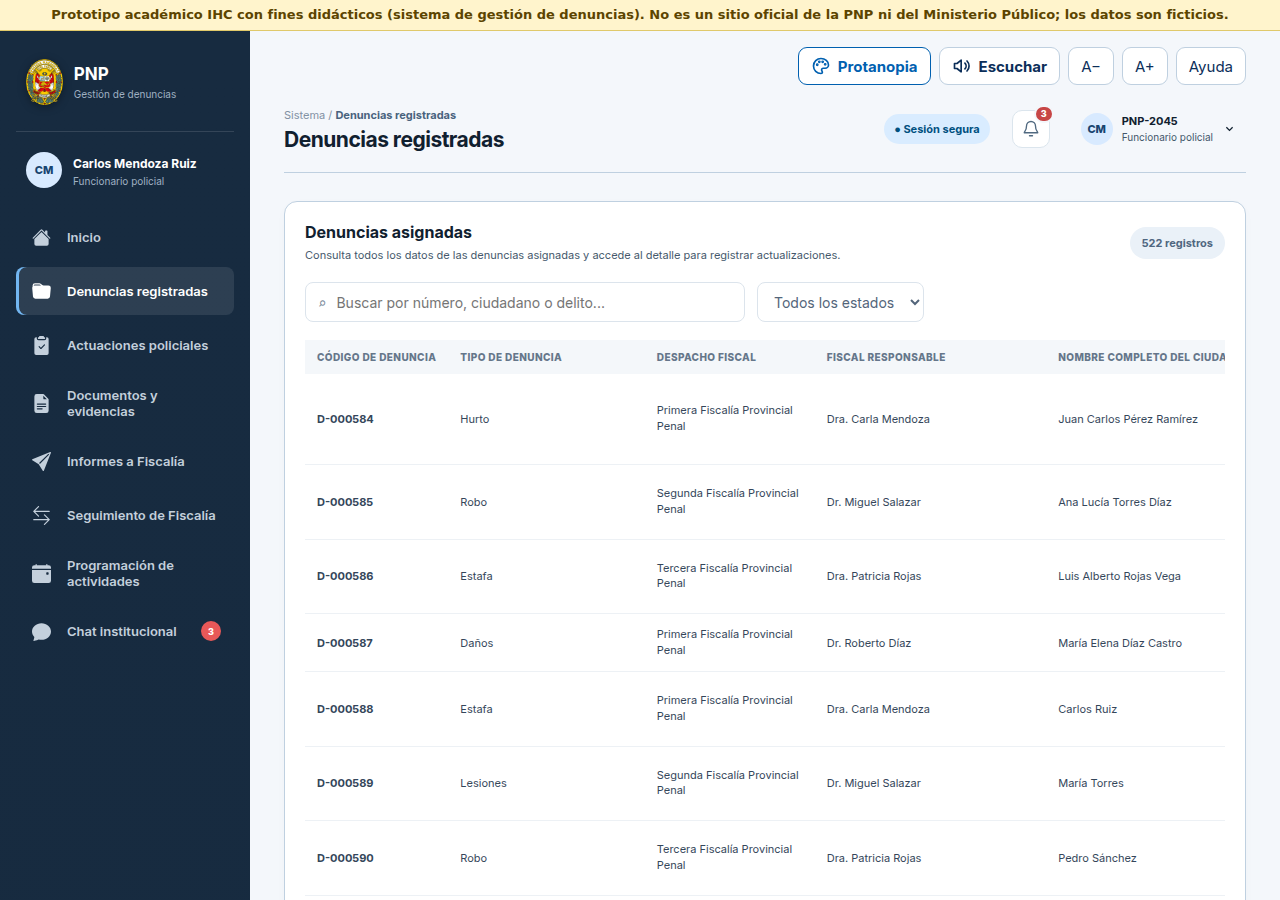 Prototipo académico IHC con fines didácticos (sistema de gestión de denuncias). No es un sitio oficial de la PNP ni del Ministerio Público; los datos son ficticios.
PNP
Gestión de denuncias
CM
Carlos Mendoza Ruiz
Funcionario policial
Inicio
Denuncias registradas
Actuaciones policiales
Documentos y
evidencias
Informes a Fiscalía
Seguimiento de Fiscalía
Programación de
actividades
Chat institucional 3
Protanopia Escuchar A− A+ Ayuda
Sistema / Denuncias registradas
Denuncias registradas
● Sesión segura
3
CM
PNP-2045
Funcionario policial
Denuncias asignadas
Consulta todos los datos de las denuncias asignadas y accede al detalle para registrar actualizaciones.
522 registros
Buscar por número, ciudadano o delito...
Todos los estados
CÓDIGO DE DENUNCIA TIPO DE DENUNCIA DESPACHO FISCAL FISCAL RESPONSABLE NOMBRE COMPLETO DEL CIUDA
D-000584 Hurto Primera Fiscalía Provincial Penal Dra. Carla Mendoza Juan Carlos Pérez Ramírez
D-000585 Robo Segunda Fiscalía Provincial Penal Dr. Miguel Salazar Ana Lucía Torres Díaz
D-000586 Estafa Tercera Fiscalía Provincial Penal Dra. Patricia Rojas Luis Alberto Rojas Vega
D-000587 Daños Primera Fiscalía Provincial Penal Dr. Roberto Díaz María Elena Díaz Castro
D-000588 Estafa Primera Fiscalía Provincial Penal Dra. Carla Mendoza Carlos Ruiz
D-000589 Lesiones Segunda Fiscalía Provincial Penal Dr. Miguel Salazar María Torres
D-000590 Robo Tercera Fiscalía Provincial Penal Dra. Patricia Rojas Pedro Sánchez